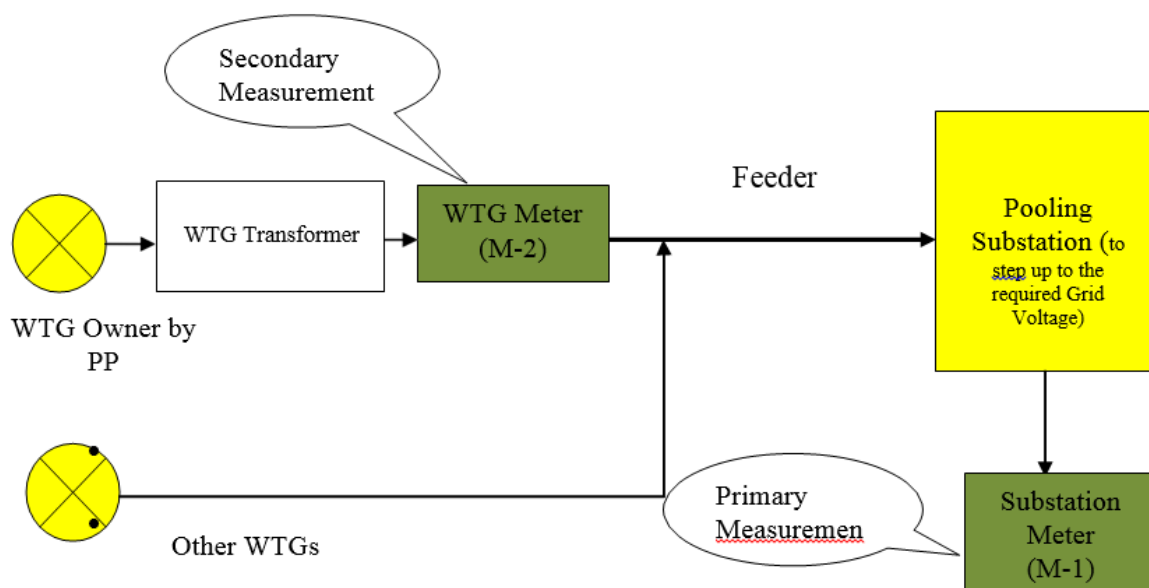 Secondary
Measurement
Feeder
WTG Transformer
WTG Meter
(M-2)
Pooling
Substation (to
step up to the
required Grid
Voltage)
WTG Owner by
PP
Other WTGs
Primary
Measuremen
Substation
Meter
(M-1)